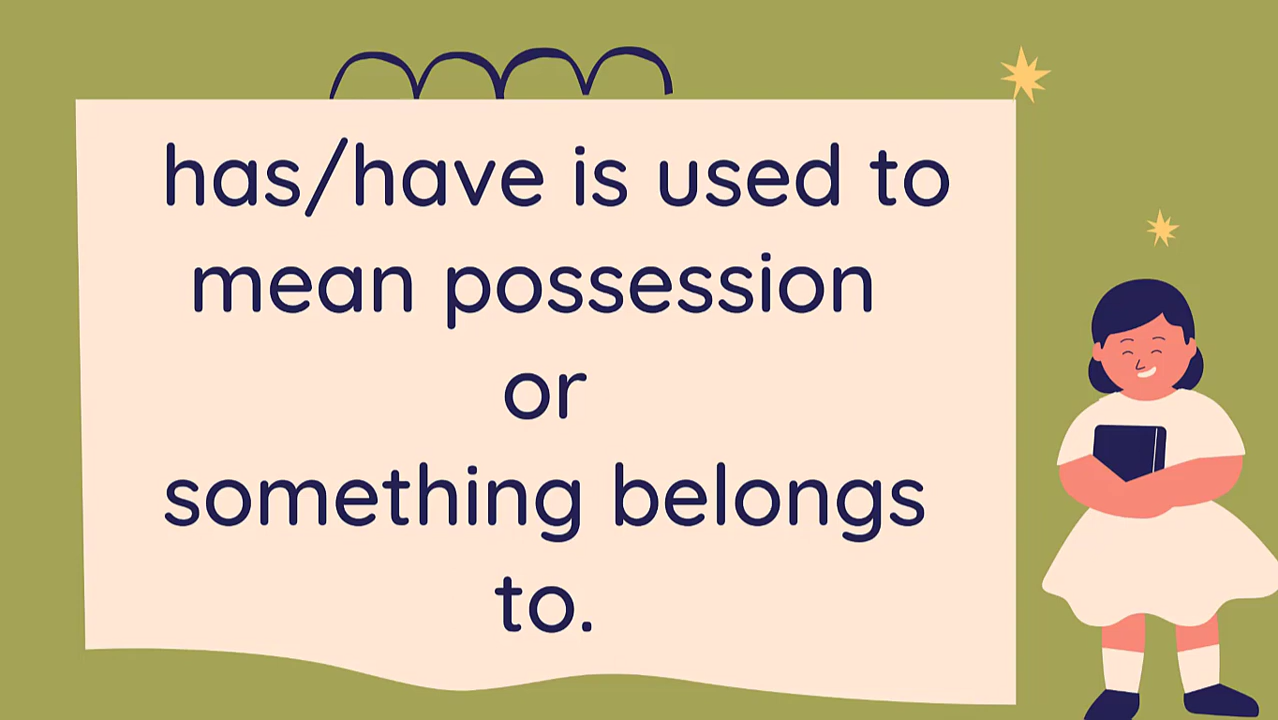 has/have is used to
mean possession
or
something belongs
to.